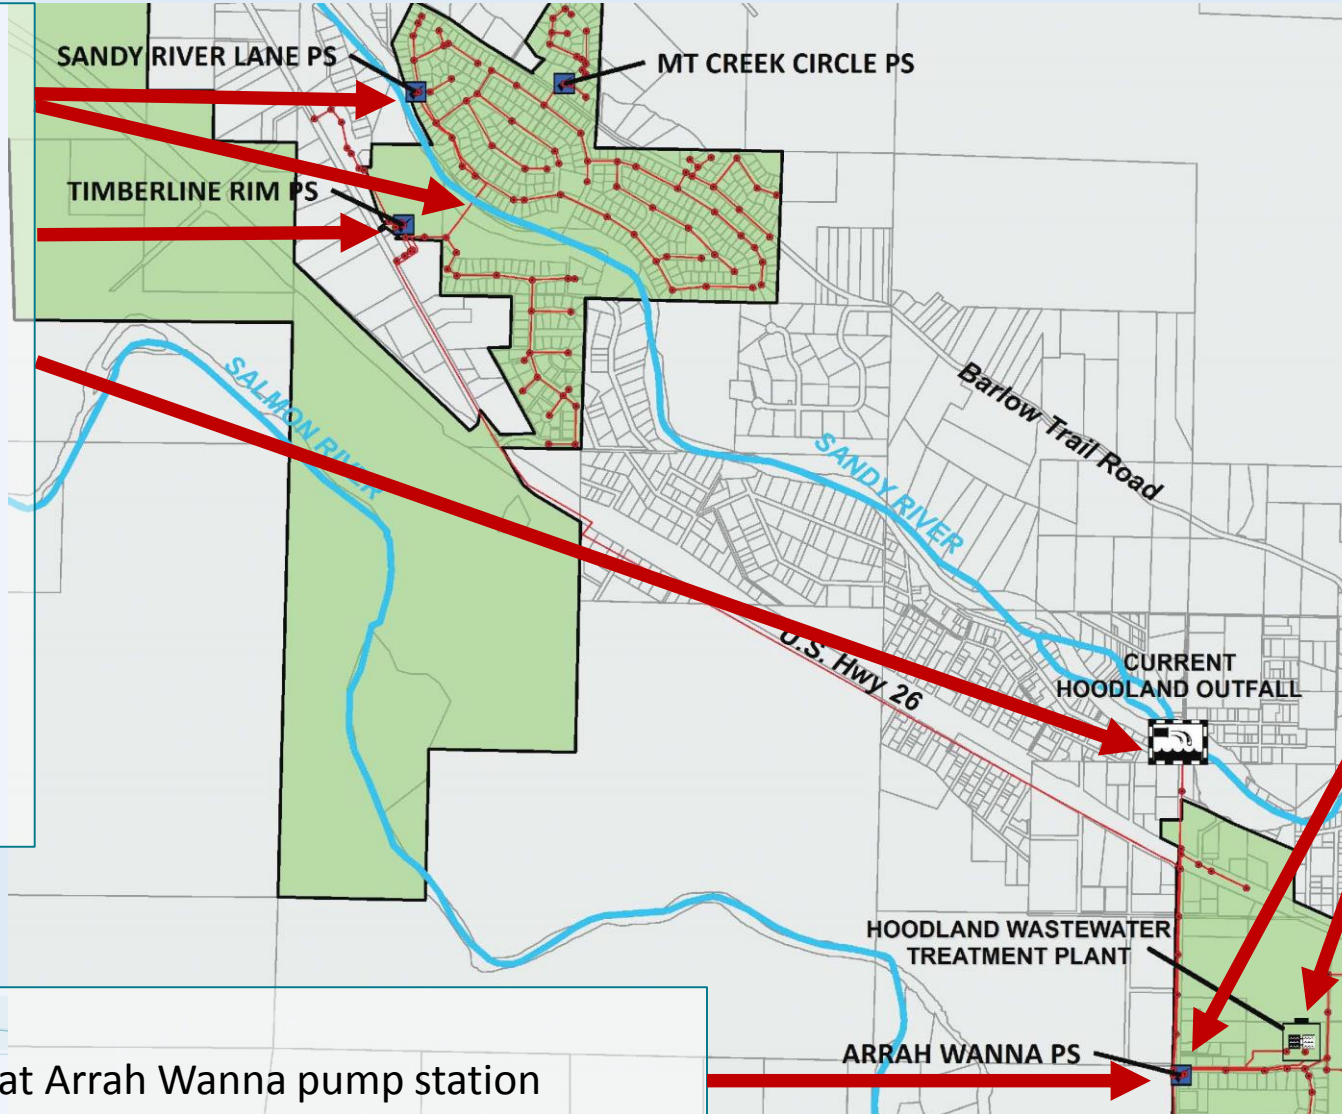 SANDY RIVER LANE PS
MT CREEK CIRCLE PS
TIMBERLINE RIM PS
SALMON RIVER
Barlow Trail Road
SANDY RIVER
U.S. Hwy 26
CURRENT
HOODLAND OUTFALL
HOODLAND WASTEWATER
TREATMENT PLANT
ARRAH WANNA PS
at Arrah Wanna pump station